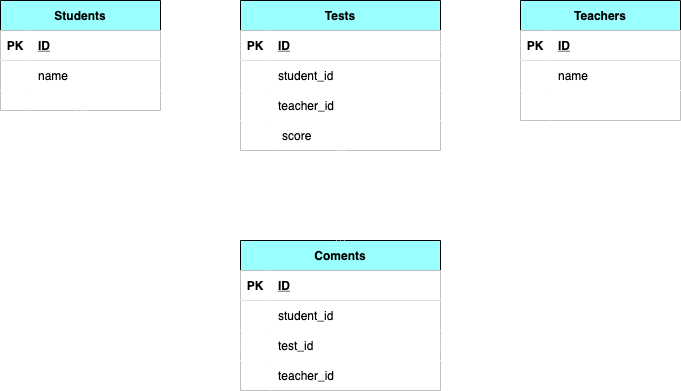 Students
PK ID
name
Tests
PK ID
student_id
teacher_id
score
Teachers
PK ID
name
Coments
PK ID
student_id
test_id
teacher_id